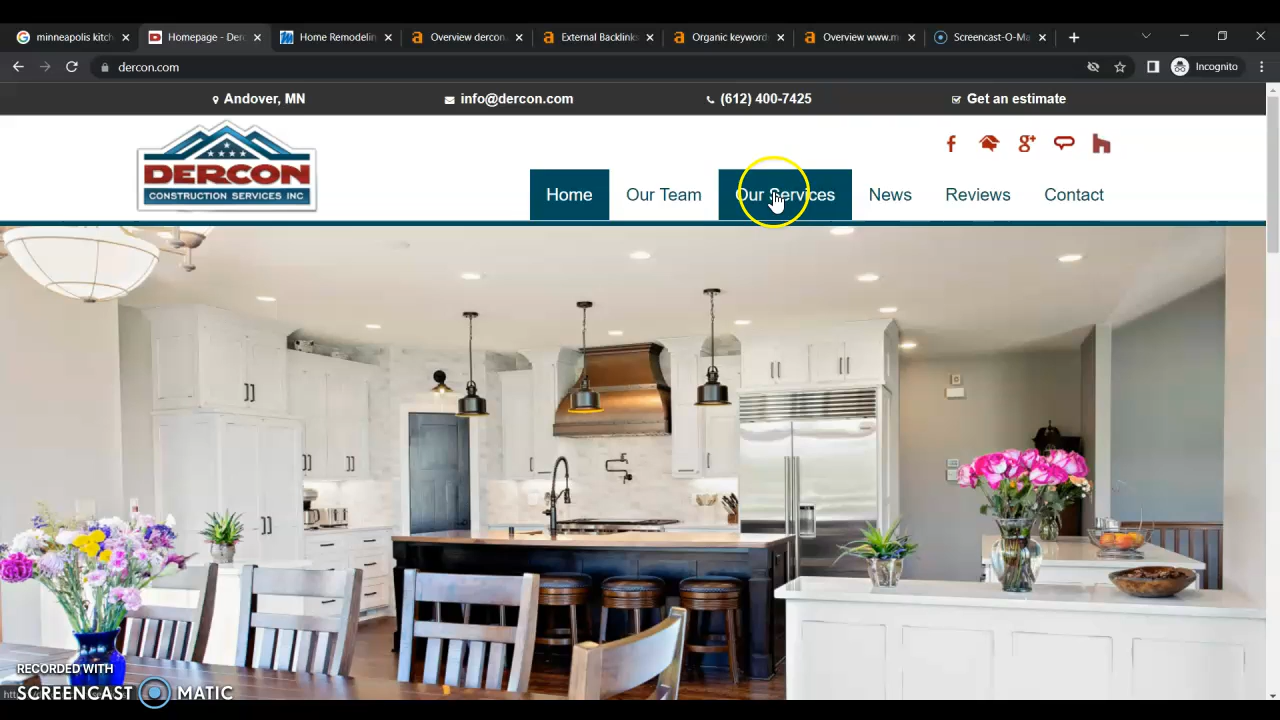 minneapolis kitch
Homepage - Derc
Home Remodelin
Overview dercon.
External Backlinks
Organic keyword
Overview www.m
Screencast-O-Ma
dercon.com
Incognito
Andover, MN
info@dercon.com
(612) 400-7425
Get an estimate
DERCON
CONSTRUCTION SERVICES INC
Home
Our Team
Our Services
News
Reviews
Contact
RECORDED WITH
SCREENCAST MATIC